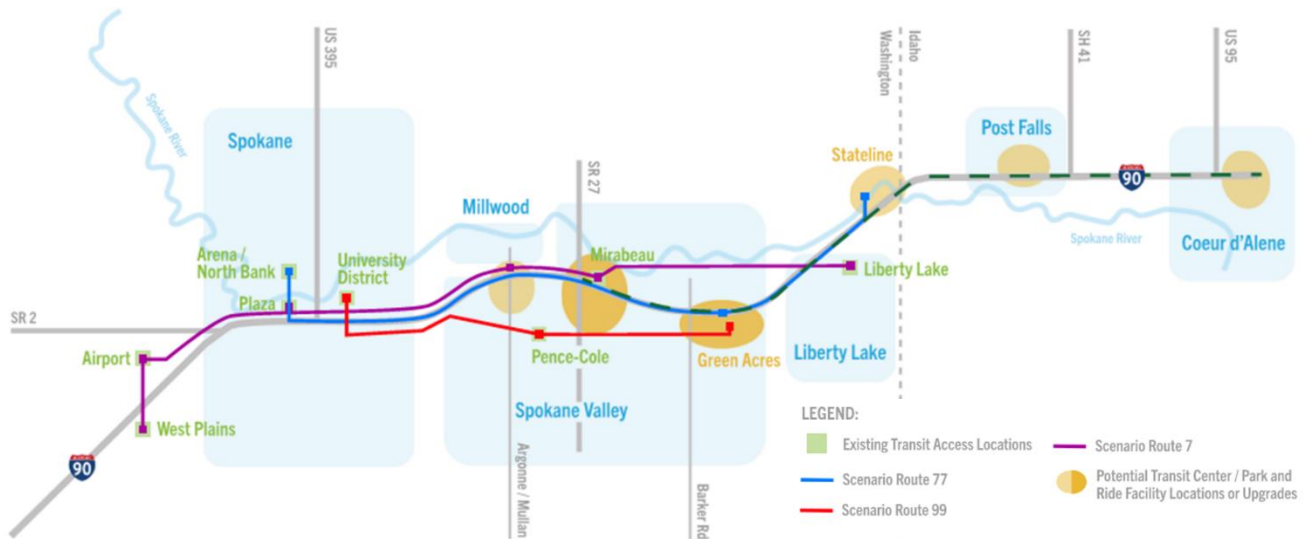 US 395
Washington
Idaho
SH 41
US 95
Spokane River
Spokane
Post Falls
Stateline
SR 27
INTERSTATE
90
Millwood
Arena /
North Bank
University
District
Mirabeau
Spokane River
Coeur d'Alene
Liberty Lake
Plaza
SR 2
Airport
Pence-Cole
Green Acres
Liberty Lake
West Plains
Spokane Valley
90
Argonne / Mullan
Barker Rd
LEGEND:
Existing Transit Access Locations
Scenario Route 77
Scenario Route 99
Scenario Route 7
Potential Transit Center / Park and
Ride Facility Locations or Upgrades